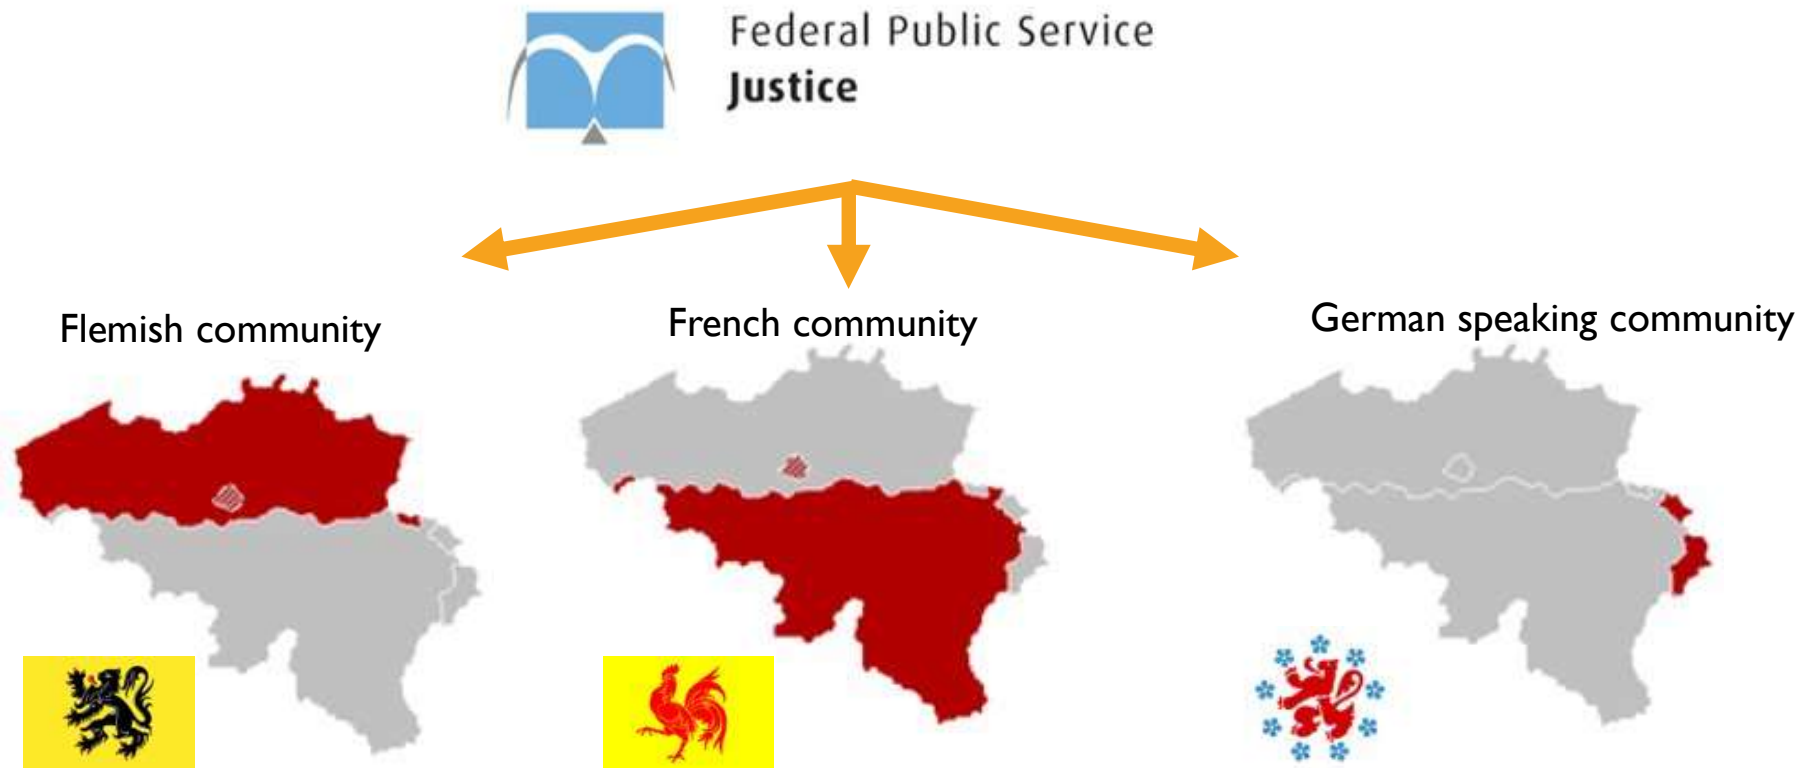 Federal Public Service
Justice
Flemish community
French community
German speaking community